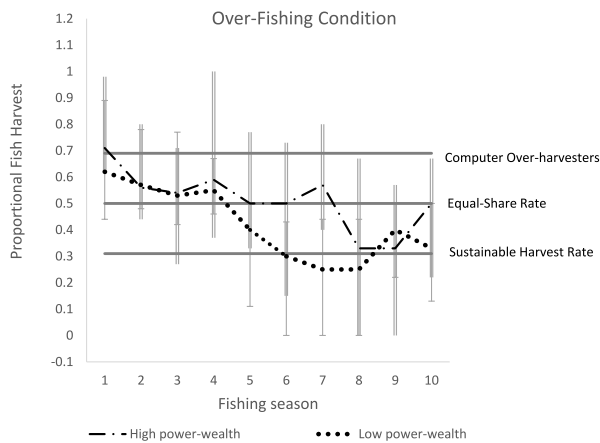 Over-Fishing Condition
Proportional Fish Harvest
1.2
1.1
1
0.9
0.8
0.7
0.6
0.5
0.4
0.3
0.2
0.1
0
-0.1
Computer Over-harvesters
Equal-Share Rate
Sustainable Harvest Rate
1 2 3 4 5 6 7 8 9 10
Fishing season
High power-wealth Low power-wealth